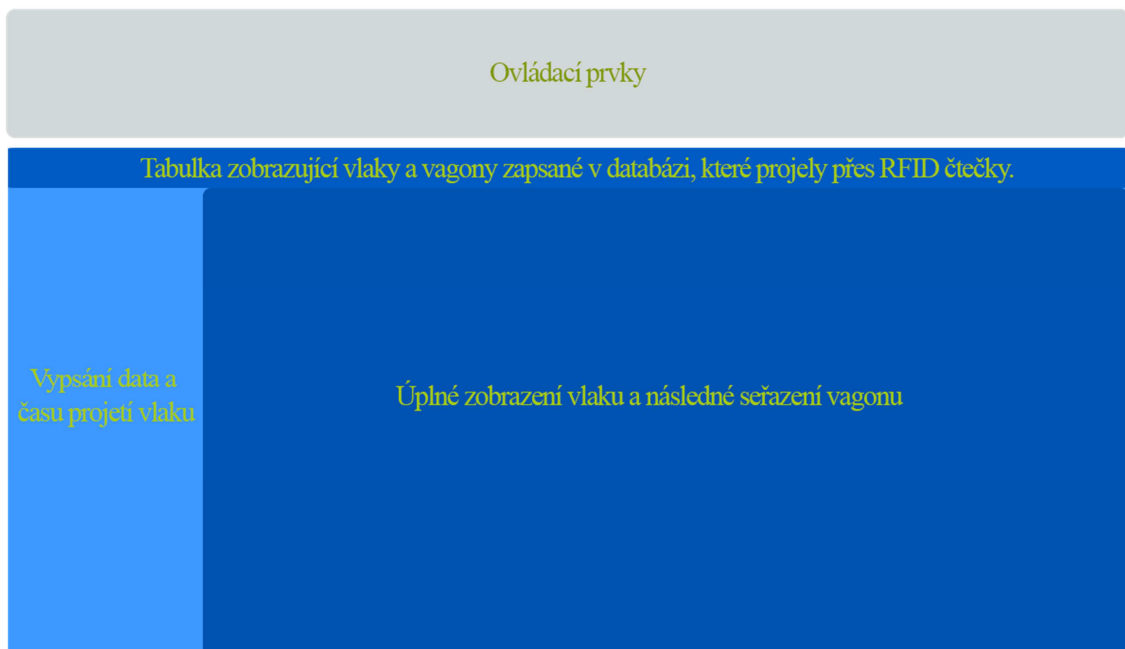 Ovládací prvky
Tabulka zobrazující vlaky a vagony zapsané v databázi, které projely přes RFID čtečky.
Vypsání data a
času projetí vlaku
Úplné zobrazení vlaku a následné seřazení vagonu